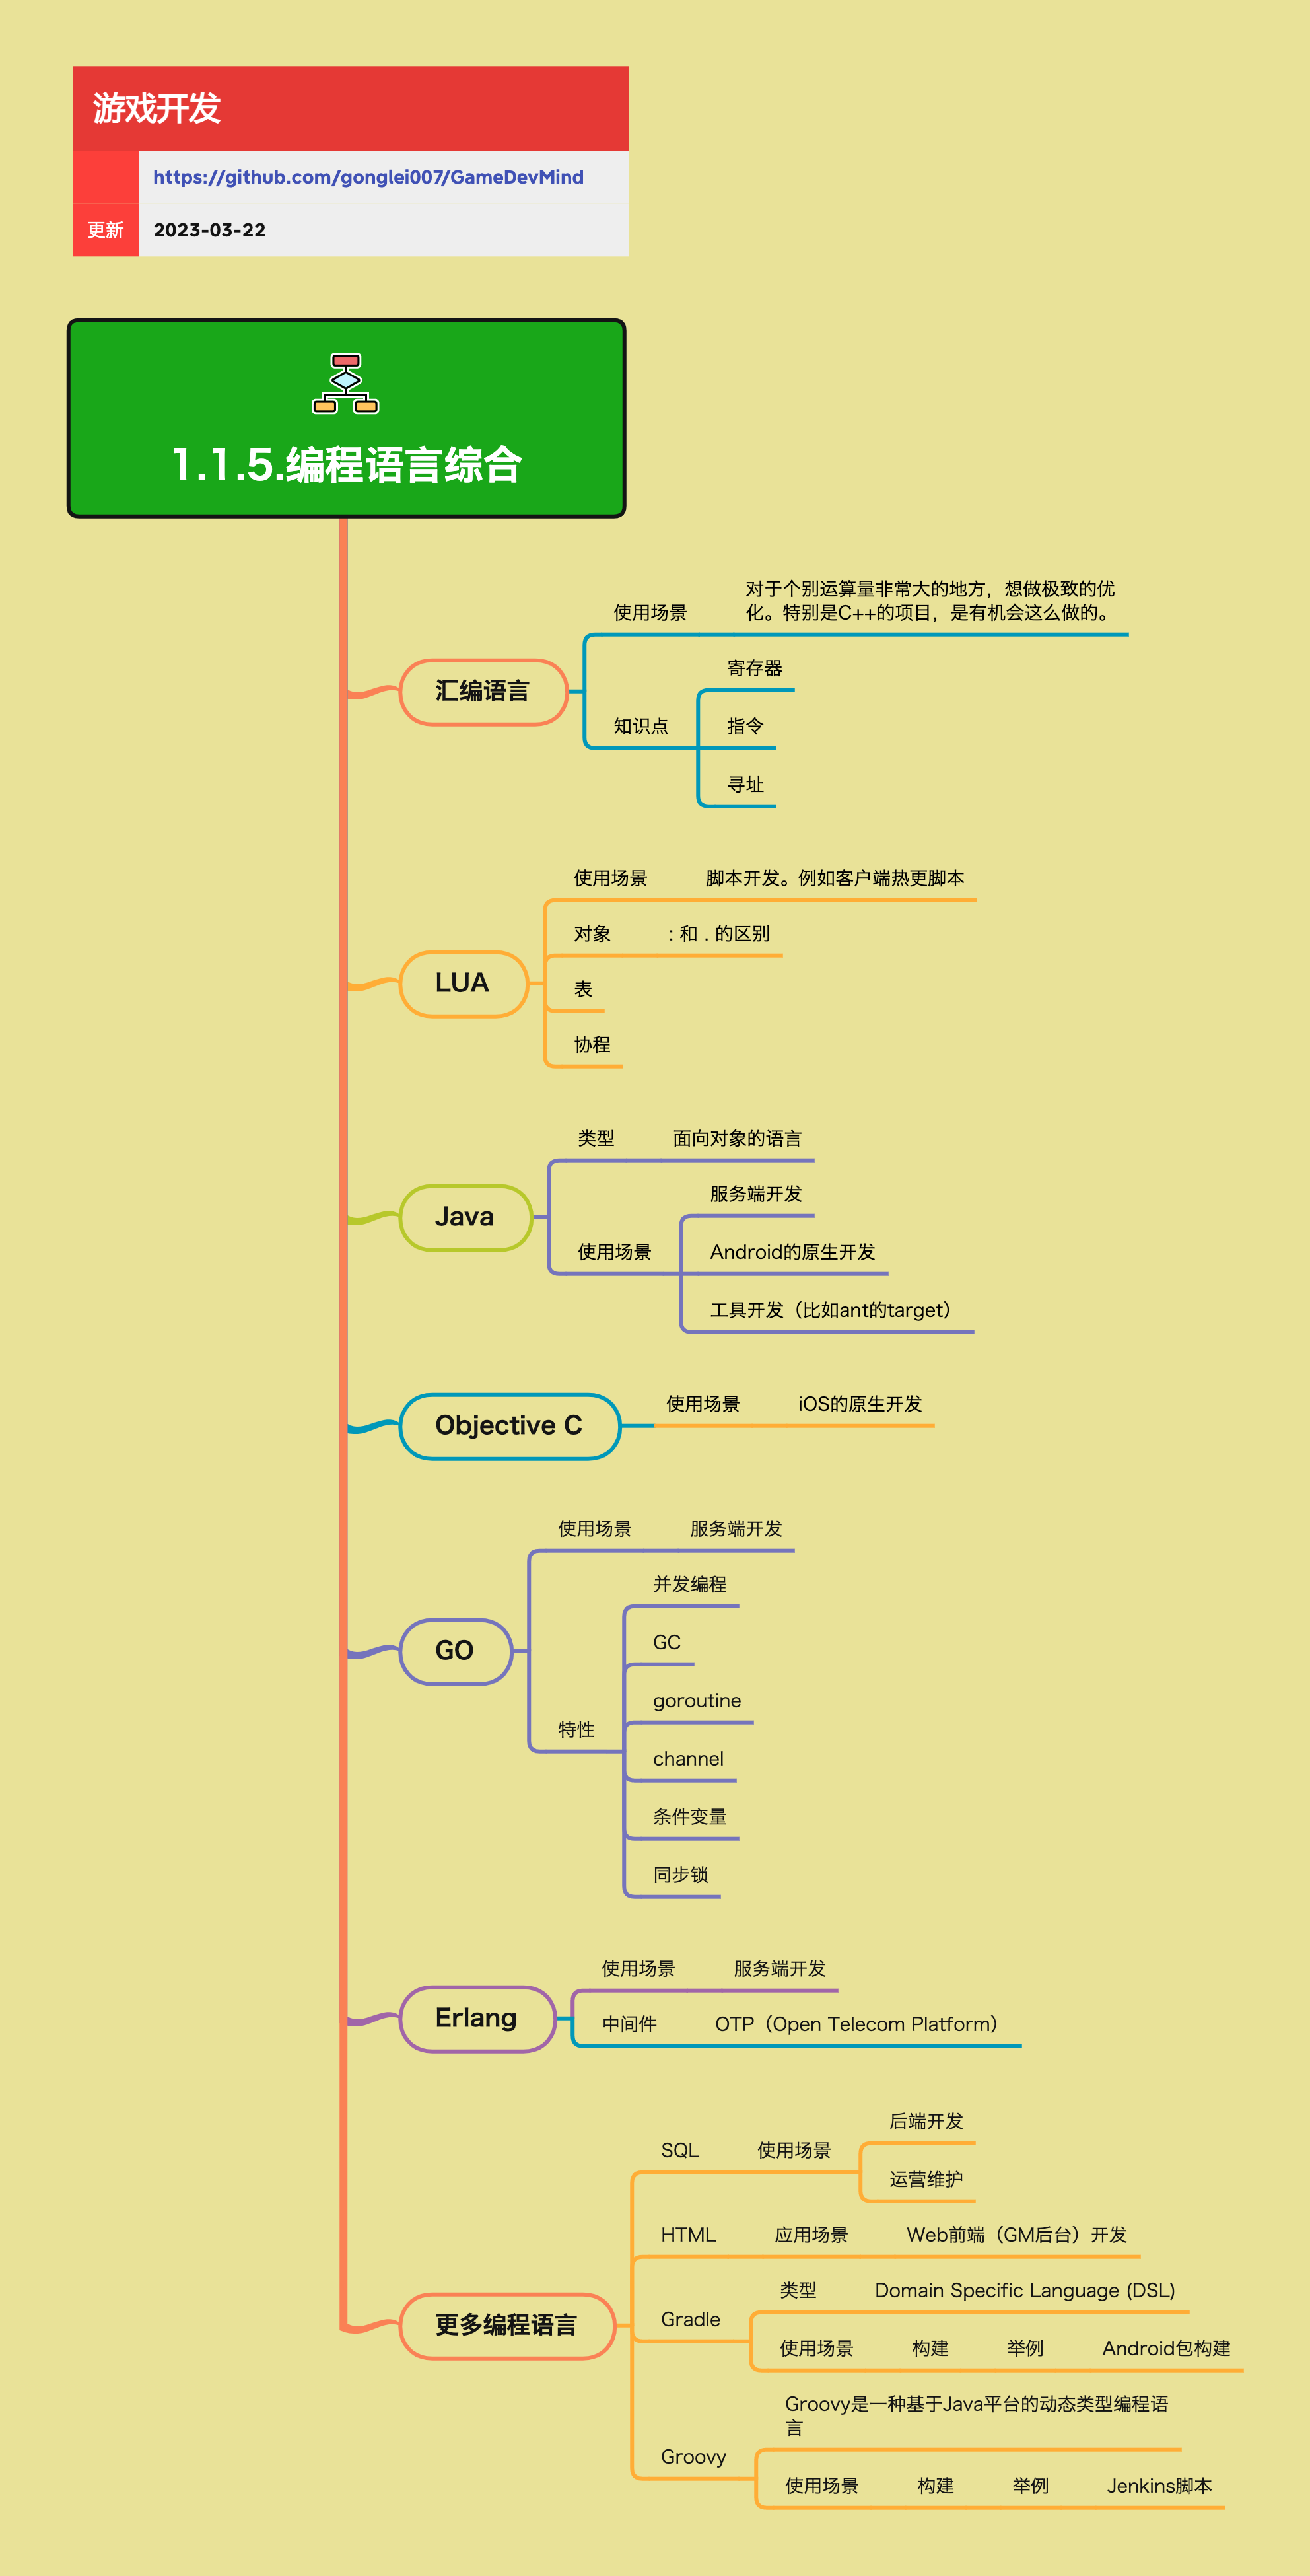 游戏开发
https://github.com/gonglei007/GameDevMind
更新 2023-03-22
1.1.5.编程语言综合
汇编语言
使用场景
对于个别运算量非常大的地方，想做极致的优
化。特别是C++的项目，是有机会这么做的。
知识点
寄存器
指令
寻址
LUA
使用场景 脚本开发。例如客户端热更脚本
对象 : 和 . 的区别
表
协程
Java
类型 面向对象的语言
使用场景
服务端开发
Android的原生开发
工具开发（比如ant的target）
Objective C
使用场景 iOS的原生开发
GO
使用场景 服务端开发
特性
并发编程
GC
goroutine
channel
条件变量
同步锁
Erlang
使用场景 服务端开发
中间件 OTP（Open Telecom Platform）
更多编程语言
SQL 使用场景
后端开发
运营维护
HTML 应用场景 Web前端（GM后台）开发
Gradle
类型 Domain Specific Language (DSL)
使用场景 构建 举例 Android包构建
Groovy
Groovy是一种基于Java平台的动态类型编程语
言
使用场景 构建 举例 Jenkins脚本